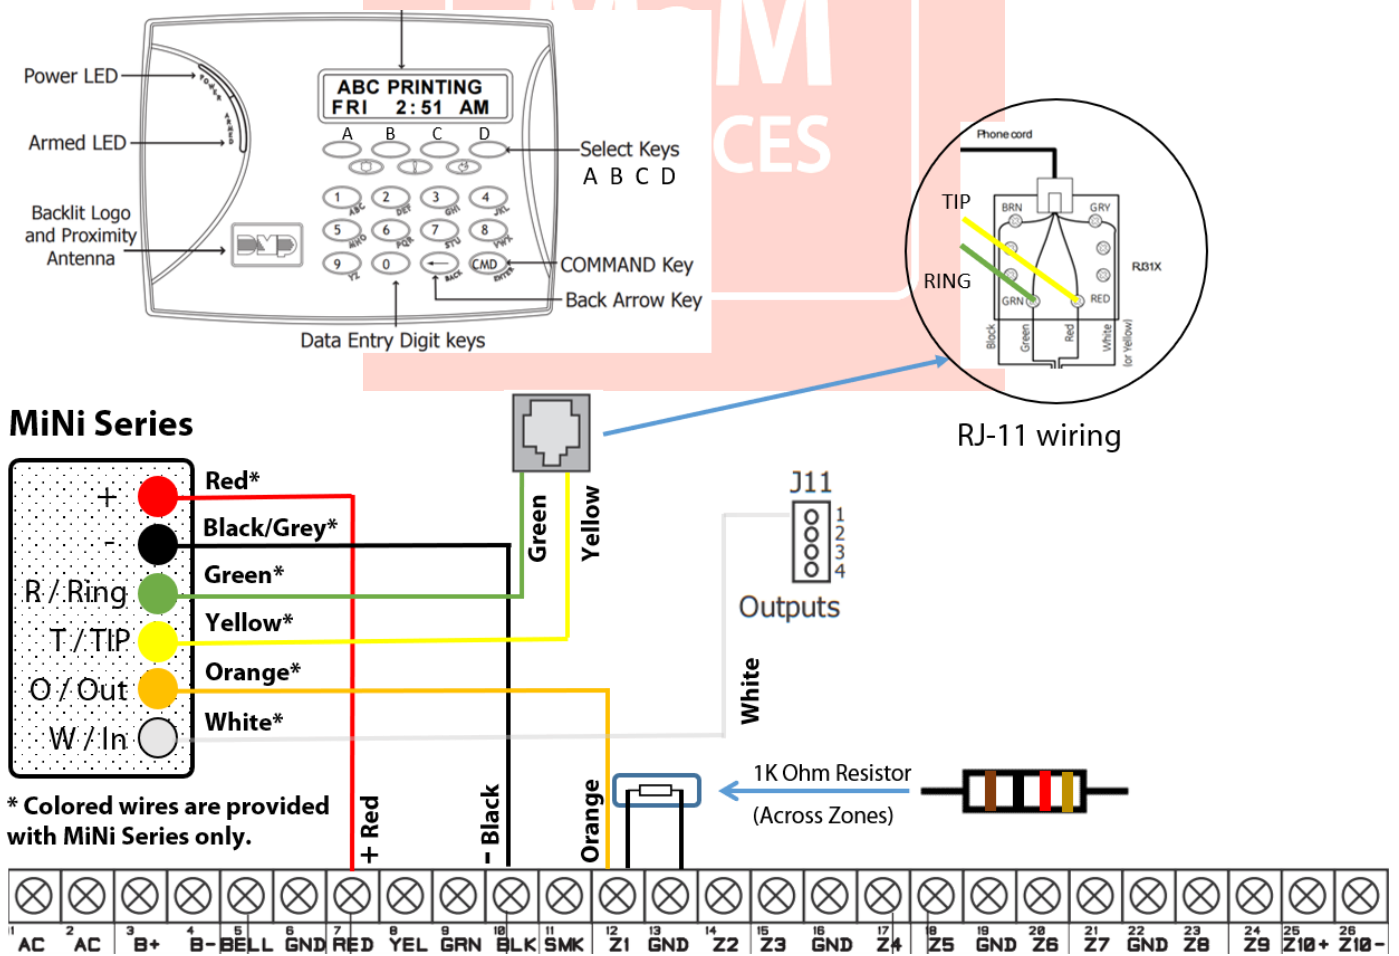 M&M
CES
Power LED
Armed LED
Backlit Logo
and Proximity
Antenna
POWER
ARMED
ABC PRINTING
FRI 2:51 AM
A B C D
1 ABC 2 DEF 3 GHI 4 JKL
5 MNO 6 PQR 7 STU 8 VWX
9 YZ 0 BACK CMD ENTER
DMP
Select Keys
A B C D
COMMAND Key
Back Arrow Key
Data Entry Digit keys
Phone cord
TIP
RING
BRN
GRY
GRN
RED
RJ31X
Block
Green
Red
White
(or Yellow)
RJ-11 wiring
MiNi Series
+
-
R / Ring
T / TIP
O / Out
W / In
Red*
Black/Grey*
Green*
Yellow*
Orange*
White*
Green
Yellow
J11
1
2
3
4
Outputs
White
* Colored wires are provided
with MiNi Series only.
+ Red
- Black
Orange
1K Ohm Resistor
(Across Zones)
1 2 3 4 5 6 7 8 9 10 11 12 13 14 15 16 17 18 19 20 21 22 23 24 25 26
AC AC B+ B- BELL GND RED YEL GRN BLK SMK Z1 GND Z2 Z3 GND Z4 Z5 GND Z6 Z7 GND Z8 Z9 Z10+ Z10-